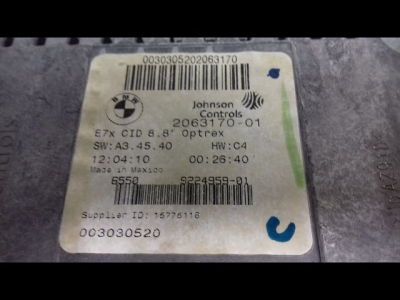 0030305202063170
BMW
Johnson
Controls
2063170-01
E7x CID 8.8" Optrex
SW:A3.45.40 HW:C4
12:04:10 00:26:40
Made in Mexico
6550 9224959-01
Supplier ID: 15776116
003030520